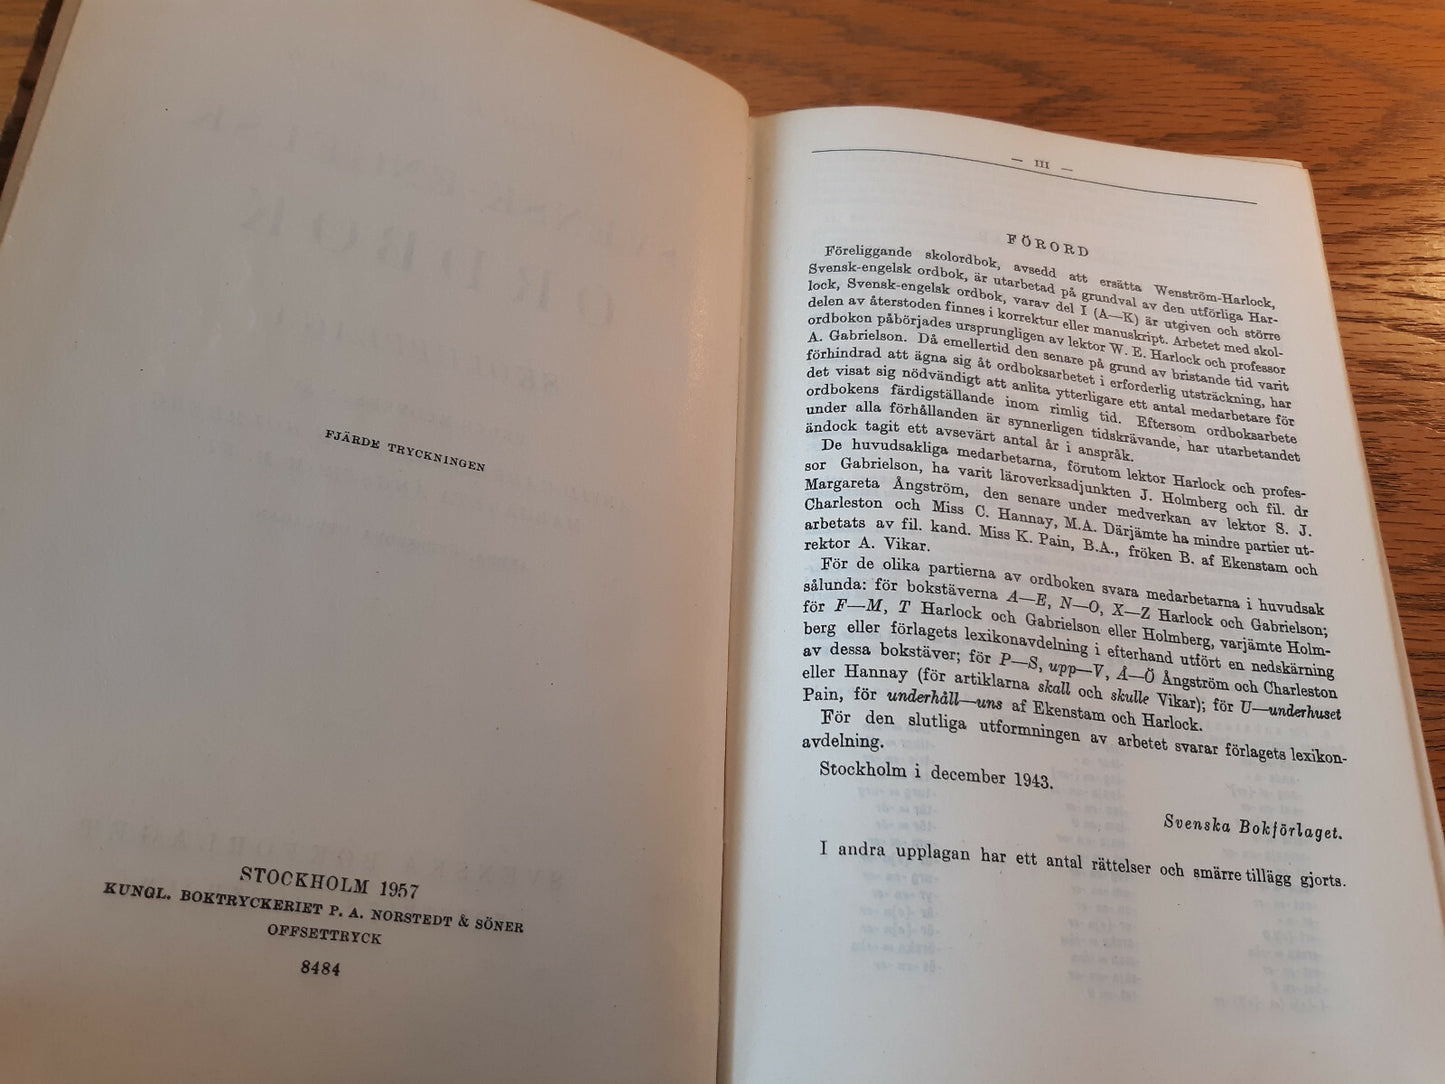 FJÄRDE TRYCKNINGEN
STOCKHOLM 1957
KUNGL. BOKTRYCKERIET P. A. NORSTEDT & SÖNER
OFFSETTRYCK
8484
— III —
FÖRORD
Föreliggande skolordbok, avsedd att ersätta Wenström-Harlock,
Svensk-engelsk ordbok, är utarbetad på grundval av den utförliga Har-
lock, Svensk-engelsk ordbok, varav del I (A—K) är utgiven och större
delen av återstoden finnes i korrektur eller manuskript. Arbetet med skol-
ordboken påbörjades ursprungligen av lektor W. E. Harlock och professor
A. Gabrielson. Då emellertid den senare på grund av bristande tid varit
förhindrad att ägna sig åt ordboksarbetet i erforderlig utsträckning, har
det visat sig nödvändigt att anlita ytterligare ett antal medarbetare för
ordbokens färdigställande inom rimlig tid. Eftersom ordboksarbete
under alla förhållanden är synnerligen tidskrävande, har utarbetandet
ändock tagit ett avsevärt antal år i anspråk.
De huvudsakliga medarbetarna, förutom lektor Harlock och profes-
sor Gabrielson, ha varit läroverksadjunkten J. Holmberg och fil. dr
Margareta Ångström, den senare under medverkan av lektor S. J.
Charleston och Miss C. Hannay, M.A. Därjämte ha mindre partier ut-
arbetats av fil. kand. Miss K. Pain, B.A., fröken B. af Ekenstam och
rektor A. Vikar.
För de olika partierna av ordboken svara medarbetarna i huvudsak
sålunda: för bokstäverna A—E, N—O, X—Z Harlock och Gabrielson;
för F—M, T Harlock och Gabrielson eller Holmberg, varjämte Holm-
berg eller förlagets lexikonavdelning i efterhand utfört en nedskärning
av dessa bokstäver; för P—S, upp—V, Å—Ö Ångström och Charleston
eller Hannay (för artiklarna skall och skulle Vikar); för U—underhuset
Pain, för underhåll—uns af Ekenstam och Harlock.
För den slutliga utformningen av arbetet svarar förlagets lexikon-
avdelning.
Stockholm i december 1943.
Svenska Bokförlaget.
I andra upplagan har ett antal rättelser och smärre tillägg gjorts.